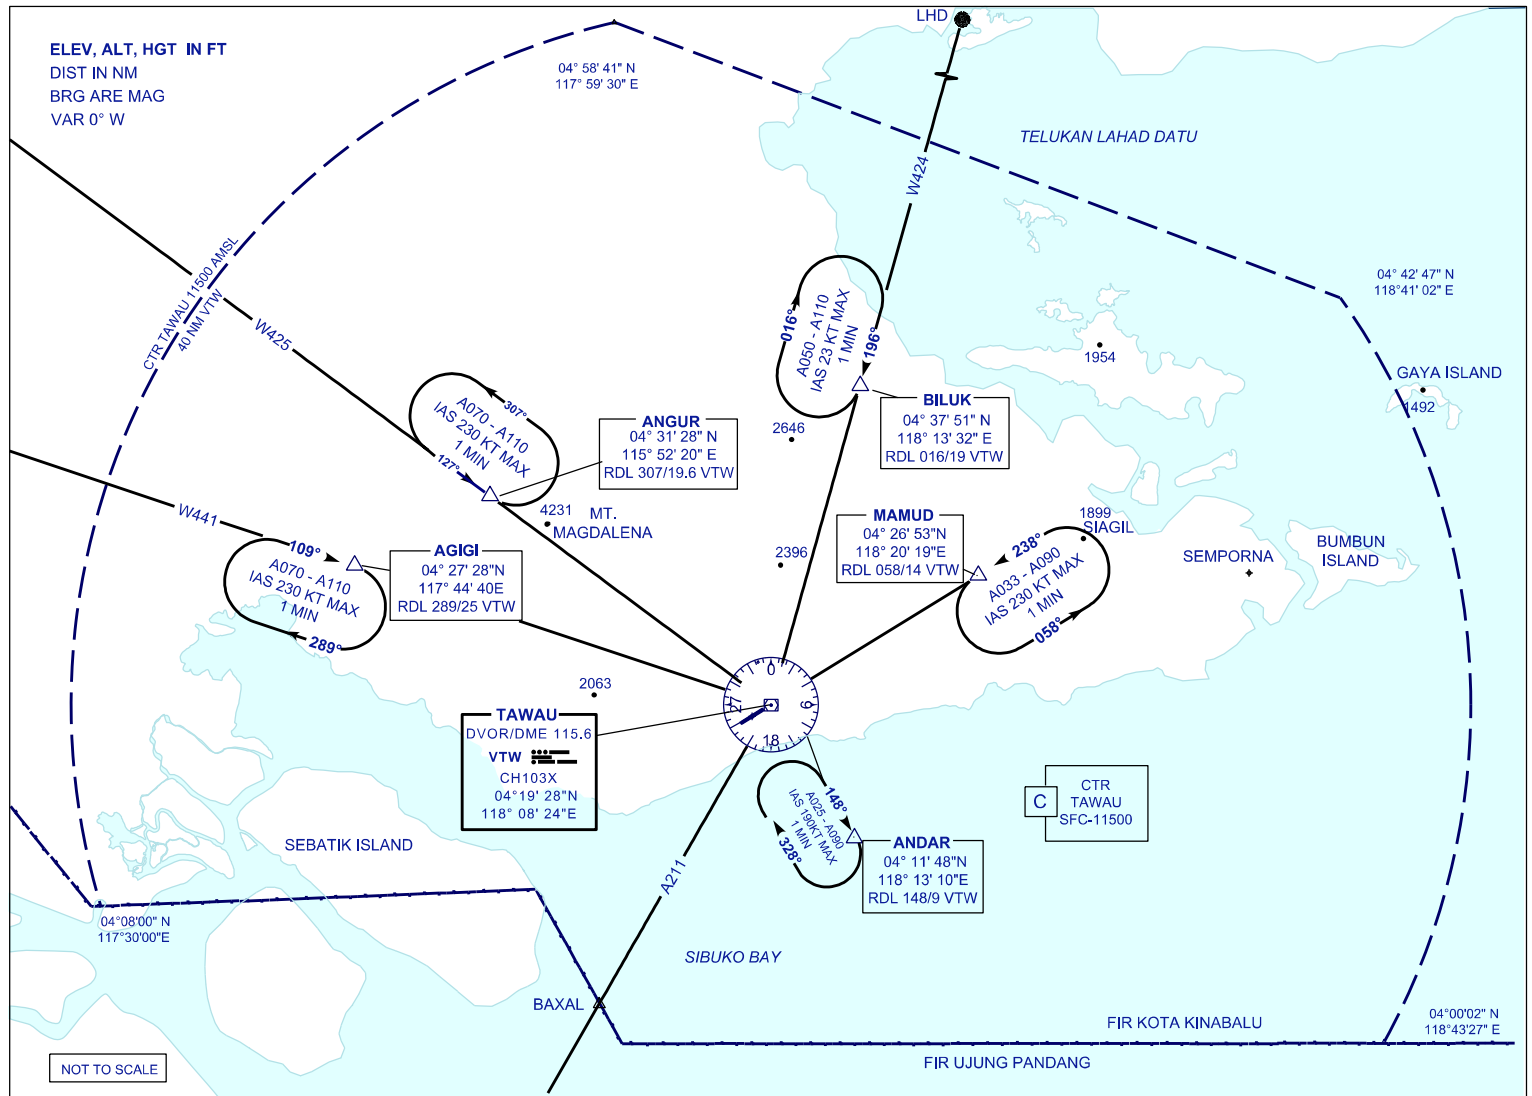 ELEV, ALT, HGT IN FT
DIST IN NM
BRG ARE MAG
VAR 0° W
LHD
04° 58' 41" N
117° 59' 30" E
TELUKAN LAHAD DATU
W424
CTR TAWAU 11500 AMSL
40 NM VTW
04° 42' 47" N
118° 41' 02" E
W425
016°
A050 - A110
IAS 23 KT MAX
1 MIN
196°
1954
GAYA ISLAND
1492
BILUK
04° 37' 51" N
118° 13' 32" E
RDL 016/19 VTW
307°
A070 - A110
IAS 230 KT MAX
1 MIN
127°
ANGUR
04° 31' 28" N
115° 52' 20" E
RDL 307/19.6 VTW
2646
W441
4231
MT.
MAGDALENA
MAMUD
04° 26' 53"N
118° 20' 19"E
RDL 058/14 VTW
1899
SIAGIL
238°
A033 - A090
IAS 230 KT MAX
1 MIN
058°
SEMPORNA
BUMBUN
ISLAND
109°
A070 - A110
IAS 230 KT MAX
1 MIN
289°
AGIGI
04° 27' 28"N
117° 44' 40E
RDL 289/25 VTW
2396
2063
0
27
6
18
TAWAU
DVOR/DME 115.6
VTW
CH103X
04°19' 28"N
118° 08' 24"E
148°
A025 - A090
IAS 190KT MAX
1 MIN
328°
ANDAR
04° 11' 48"N
118° 13' 10"E
RDL 148/9 VTW
C
CTR
TAWAU
SFC-11500
SEBATIK ISLAND
A211
04°08'00" N
117°30'00"E
SIBUKO BAY
BAXAL
FIR KOTA KINABALU
04°00'02" N
118°43'27" E
FIR UJUNG PANDANG
NOT TO SCALE